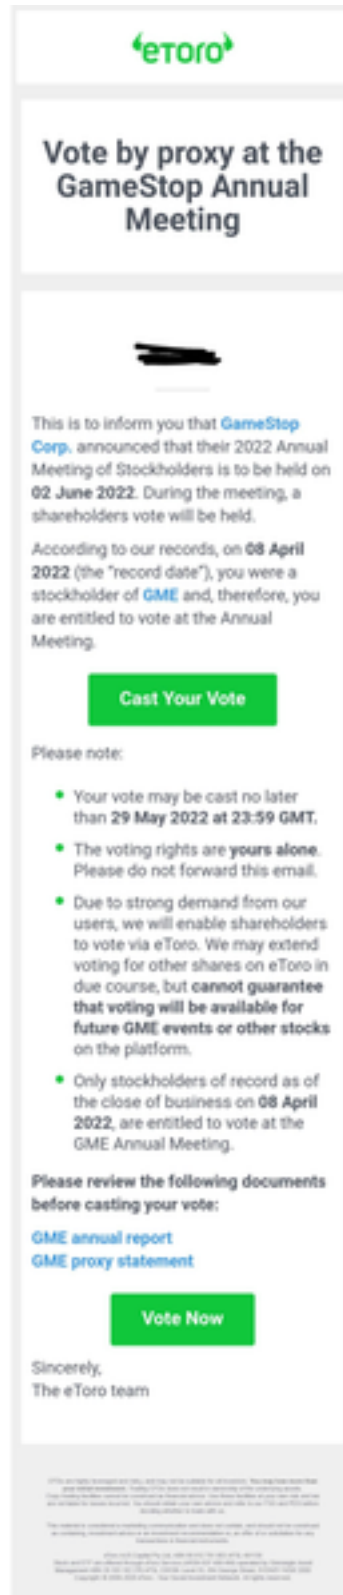 eToro
Vote by proxy at the
GameStop Annual
Meeting
This is to inform you that GameStop
Corp. announced that their 2022 Annual
Meeting of Stockholders is to be held on
02 June 2022. During the meeting, a
shareholders vote will be held.
According to our records, on 08 April
2022 (the "record date"), you were a
stockholder of GME and, therefore, you
are entitled to vote at the Annual
Meeting.
Cast Your Vote
Please note:
Your vote may be cast no later
than 29 May 2022 at 23:59 GMT.
The voting rights are yours alone.
Please do not forward this email.
Due to strong demand from our
users, we will enable shareholders
to vote via eToro. We may extend
voting for other shares on eToro in
due course, but cannot guarantee
that voting will be available for
future GME events or other stocks
on the platform.
Only stockholders of record as of
the close of business on 08 April
2022, are entitled to vote at the
GME Annual Meeting.
Please review the following documents
before casting your vote:
GME annual report
GME proxy statement
Vote Now
Sincerely,
The eToro team